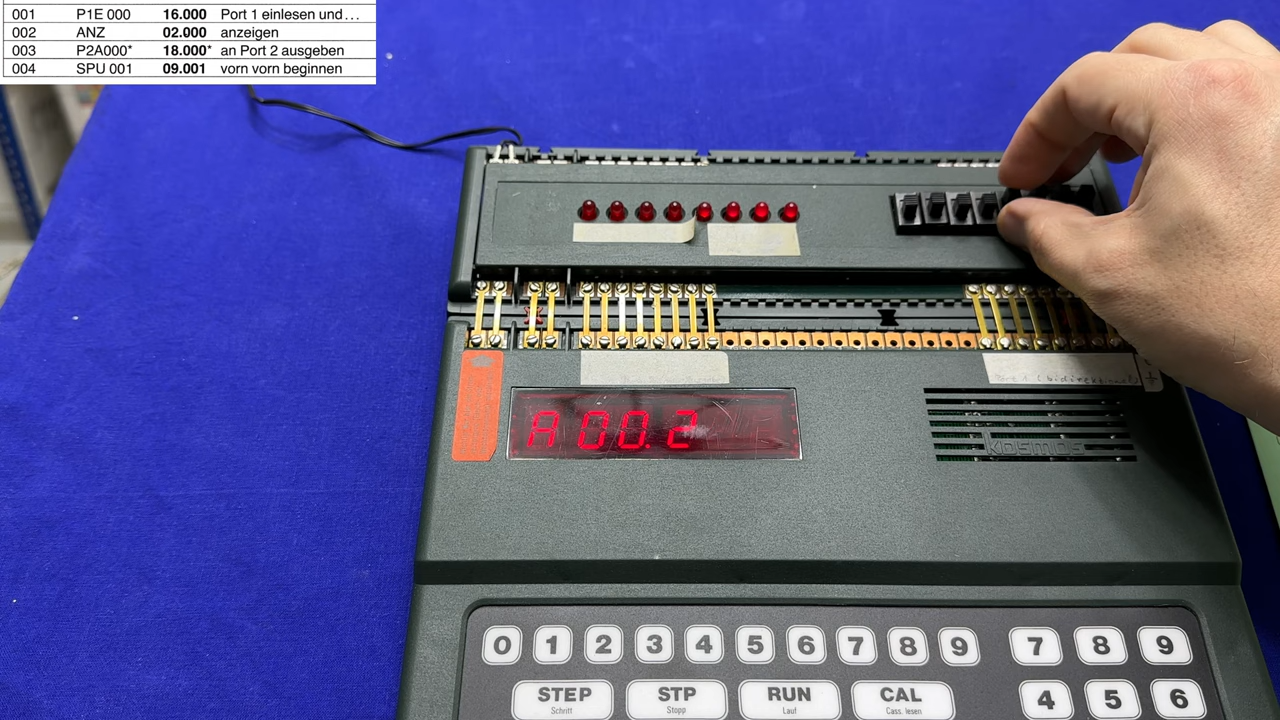 001 P1E 000 16.000 Port 1 einlesen und...
002 ANZ 02.000 anzeigen
003 P2A000* 18.000* an Port 2 ausgeben
004 SPU 001 09.001 vorn vorn beginnen
A 00.2
kosmos
0 1 2 3 4 5 6 7 8 9 7 8 9
STEP STP RUN CAL 4 5 6
Schritt Stopp Lauf Cass. lesen